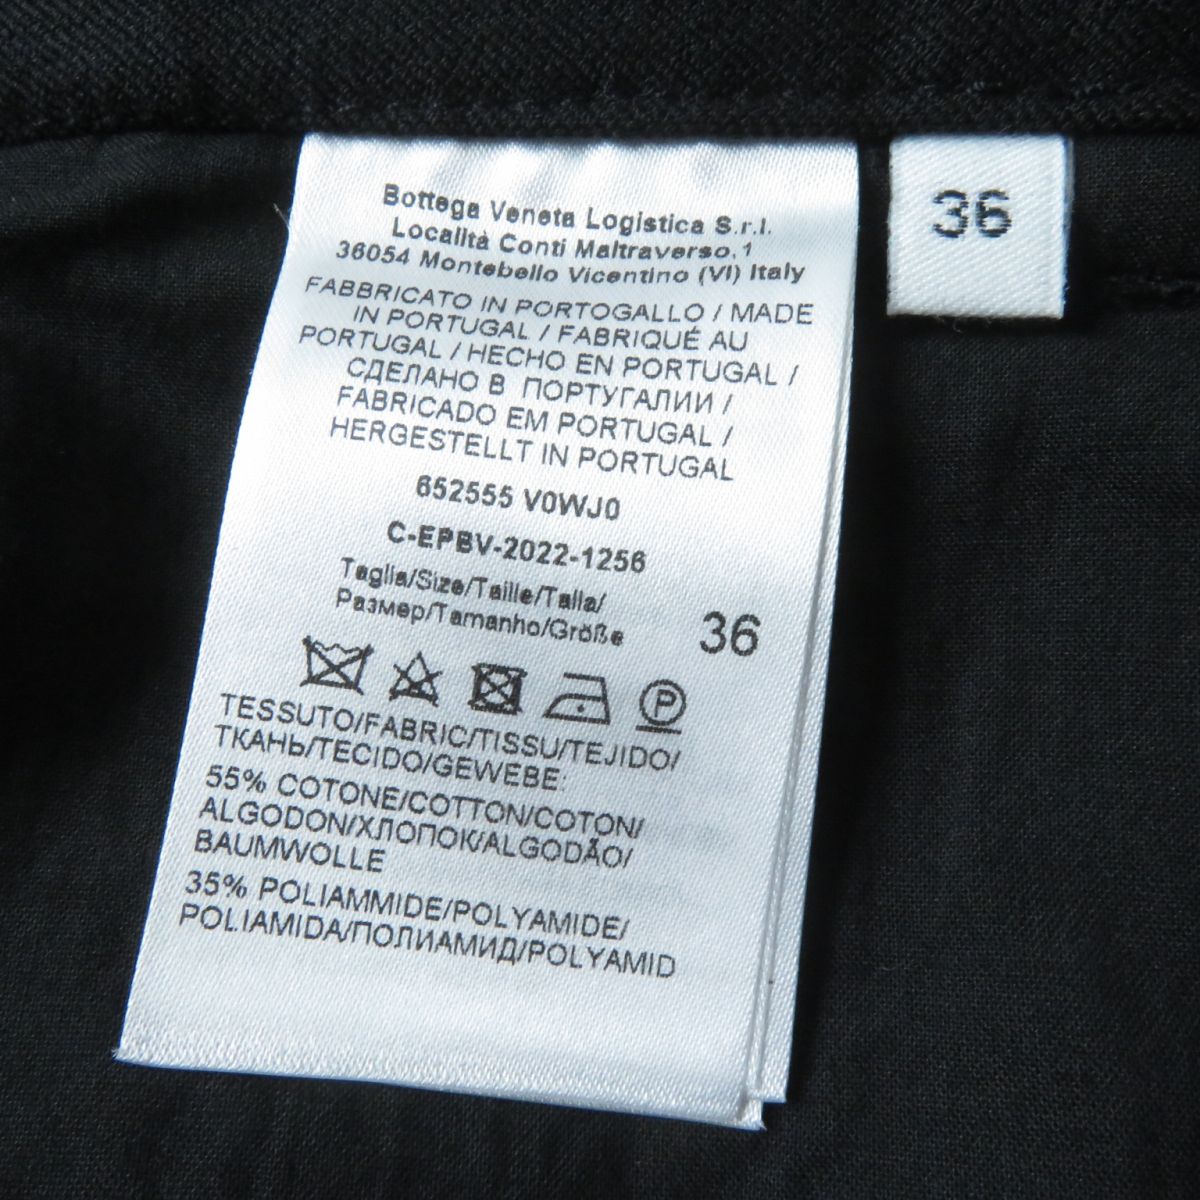 Bottega Veneta Logistica S.r.l.
Località Conti Maltraverso,1
36054 Montebello Vicentino (VI) Italy
FABBRICATO IN PORTOGALLO / MADE
IN PORTUGAL / FABRIQUÉ AU
PORTUGAL / HECHO EN PORTUGAL /
СДЕЛАНО В ПОРТУГАЛИИ /
FABRICADO EM PORTUGAL /
HERGESTELLT IN PORTUGAL
652555 V0WJ0
C-EPBV-2022-1256
Taglia/Size/Taille/Talla/
Размер/Tamanho/Größe
36
P
TESSUTO/FABRIC/TISSU/TEJIDO/
ТКАНЬ/TECIDO/GEWEBE:
55% COTONE/COTTON/COTON/
ALGODON/ХЛОПОК/ALGODÃO/
BAUMWOLLE
35% POLIAMMIDE/POLYAMIDE/
POLIAMIDA/ПОЛИАМИД/POLYAMID
36